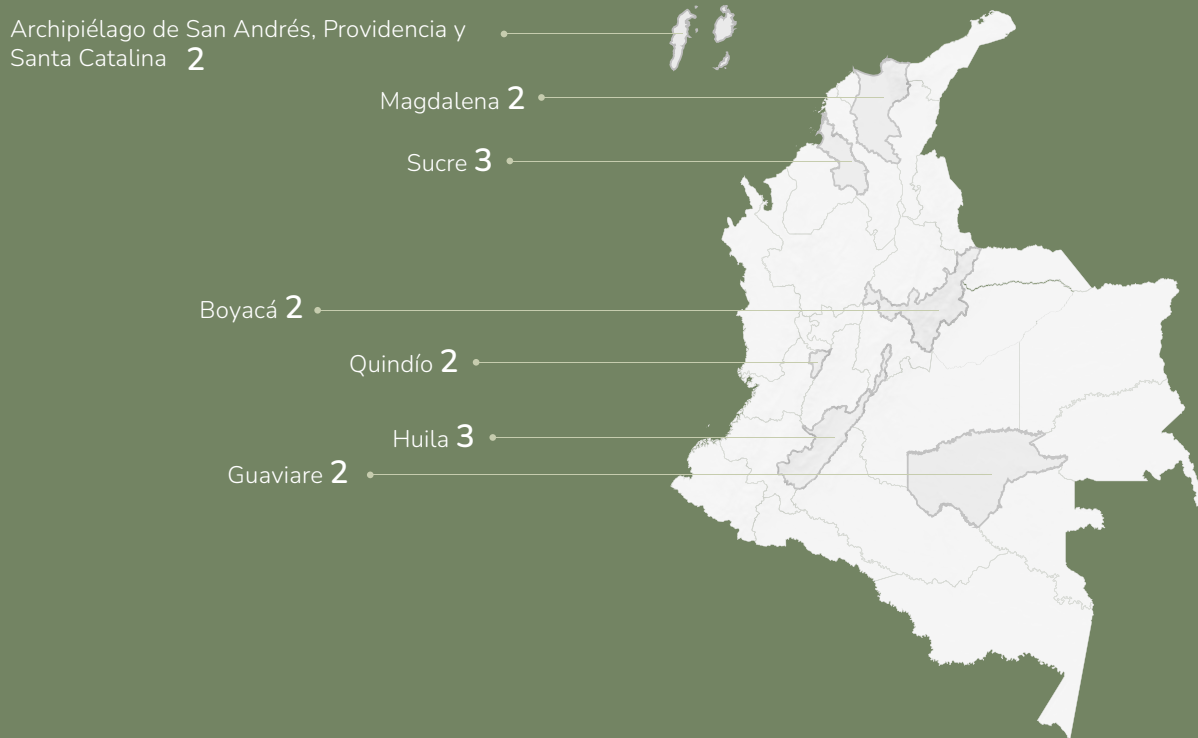 Archipiélago de San Andrés, Providencia y
Santa Catalina 2
Magdalena 2
Sucre 3
Boyacá 2
Quindío 2
Huila 3
Guaviare 2